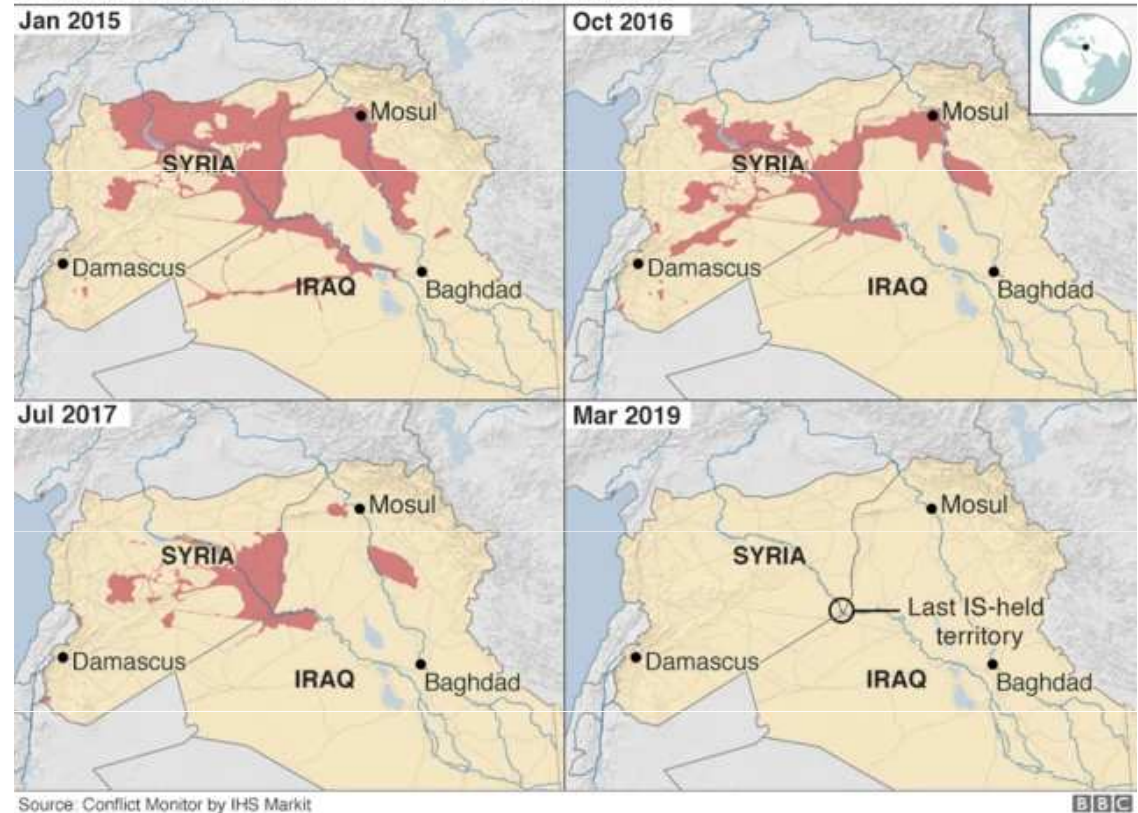 Jan 2015
Mosul
SYRIA
Damascus
IRAQ
Baghdad
Oct 2016
Mosul
SYRIA
Damascus
IRAQ
Baghdad
Jul 2017
Mosul
SYRIA
Damascus
IRAQ
Baghdad
Mar 2019
Mosul
SYRIA
Last IS-held
territory
Damascus
IRAQ
Baghdad
Source: Conflict Monitor by IHS Markit
BBC